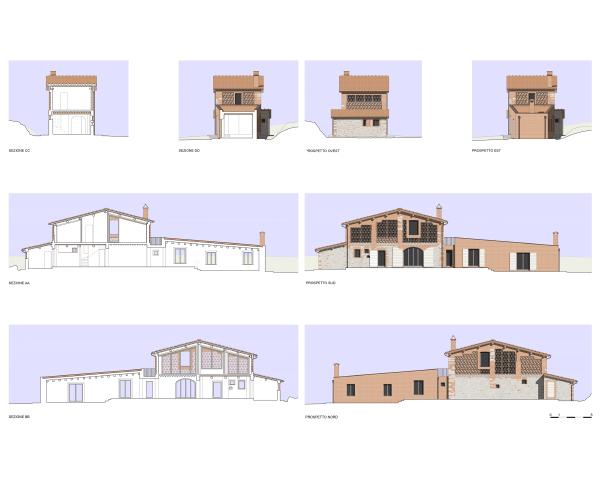 SEZIONE CC
SEZIONE DD
PROSPETTO OVEST
PROSPETTO EST
SEZIONE AA
PROSPETTO SUD
SEZIONE BB
PROSPETTO NORD